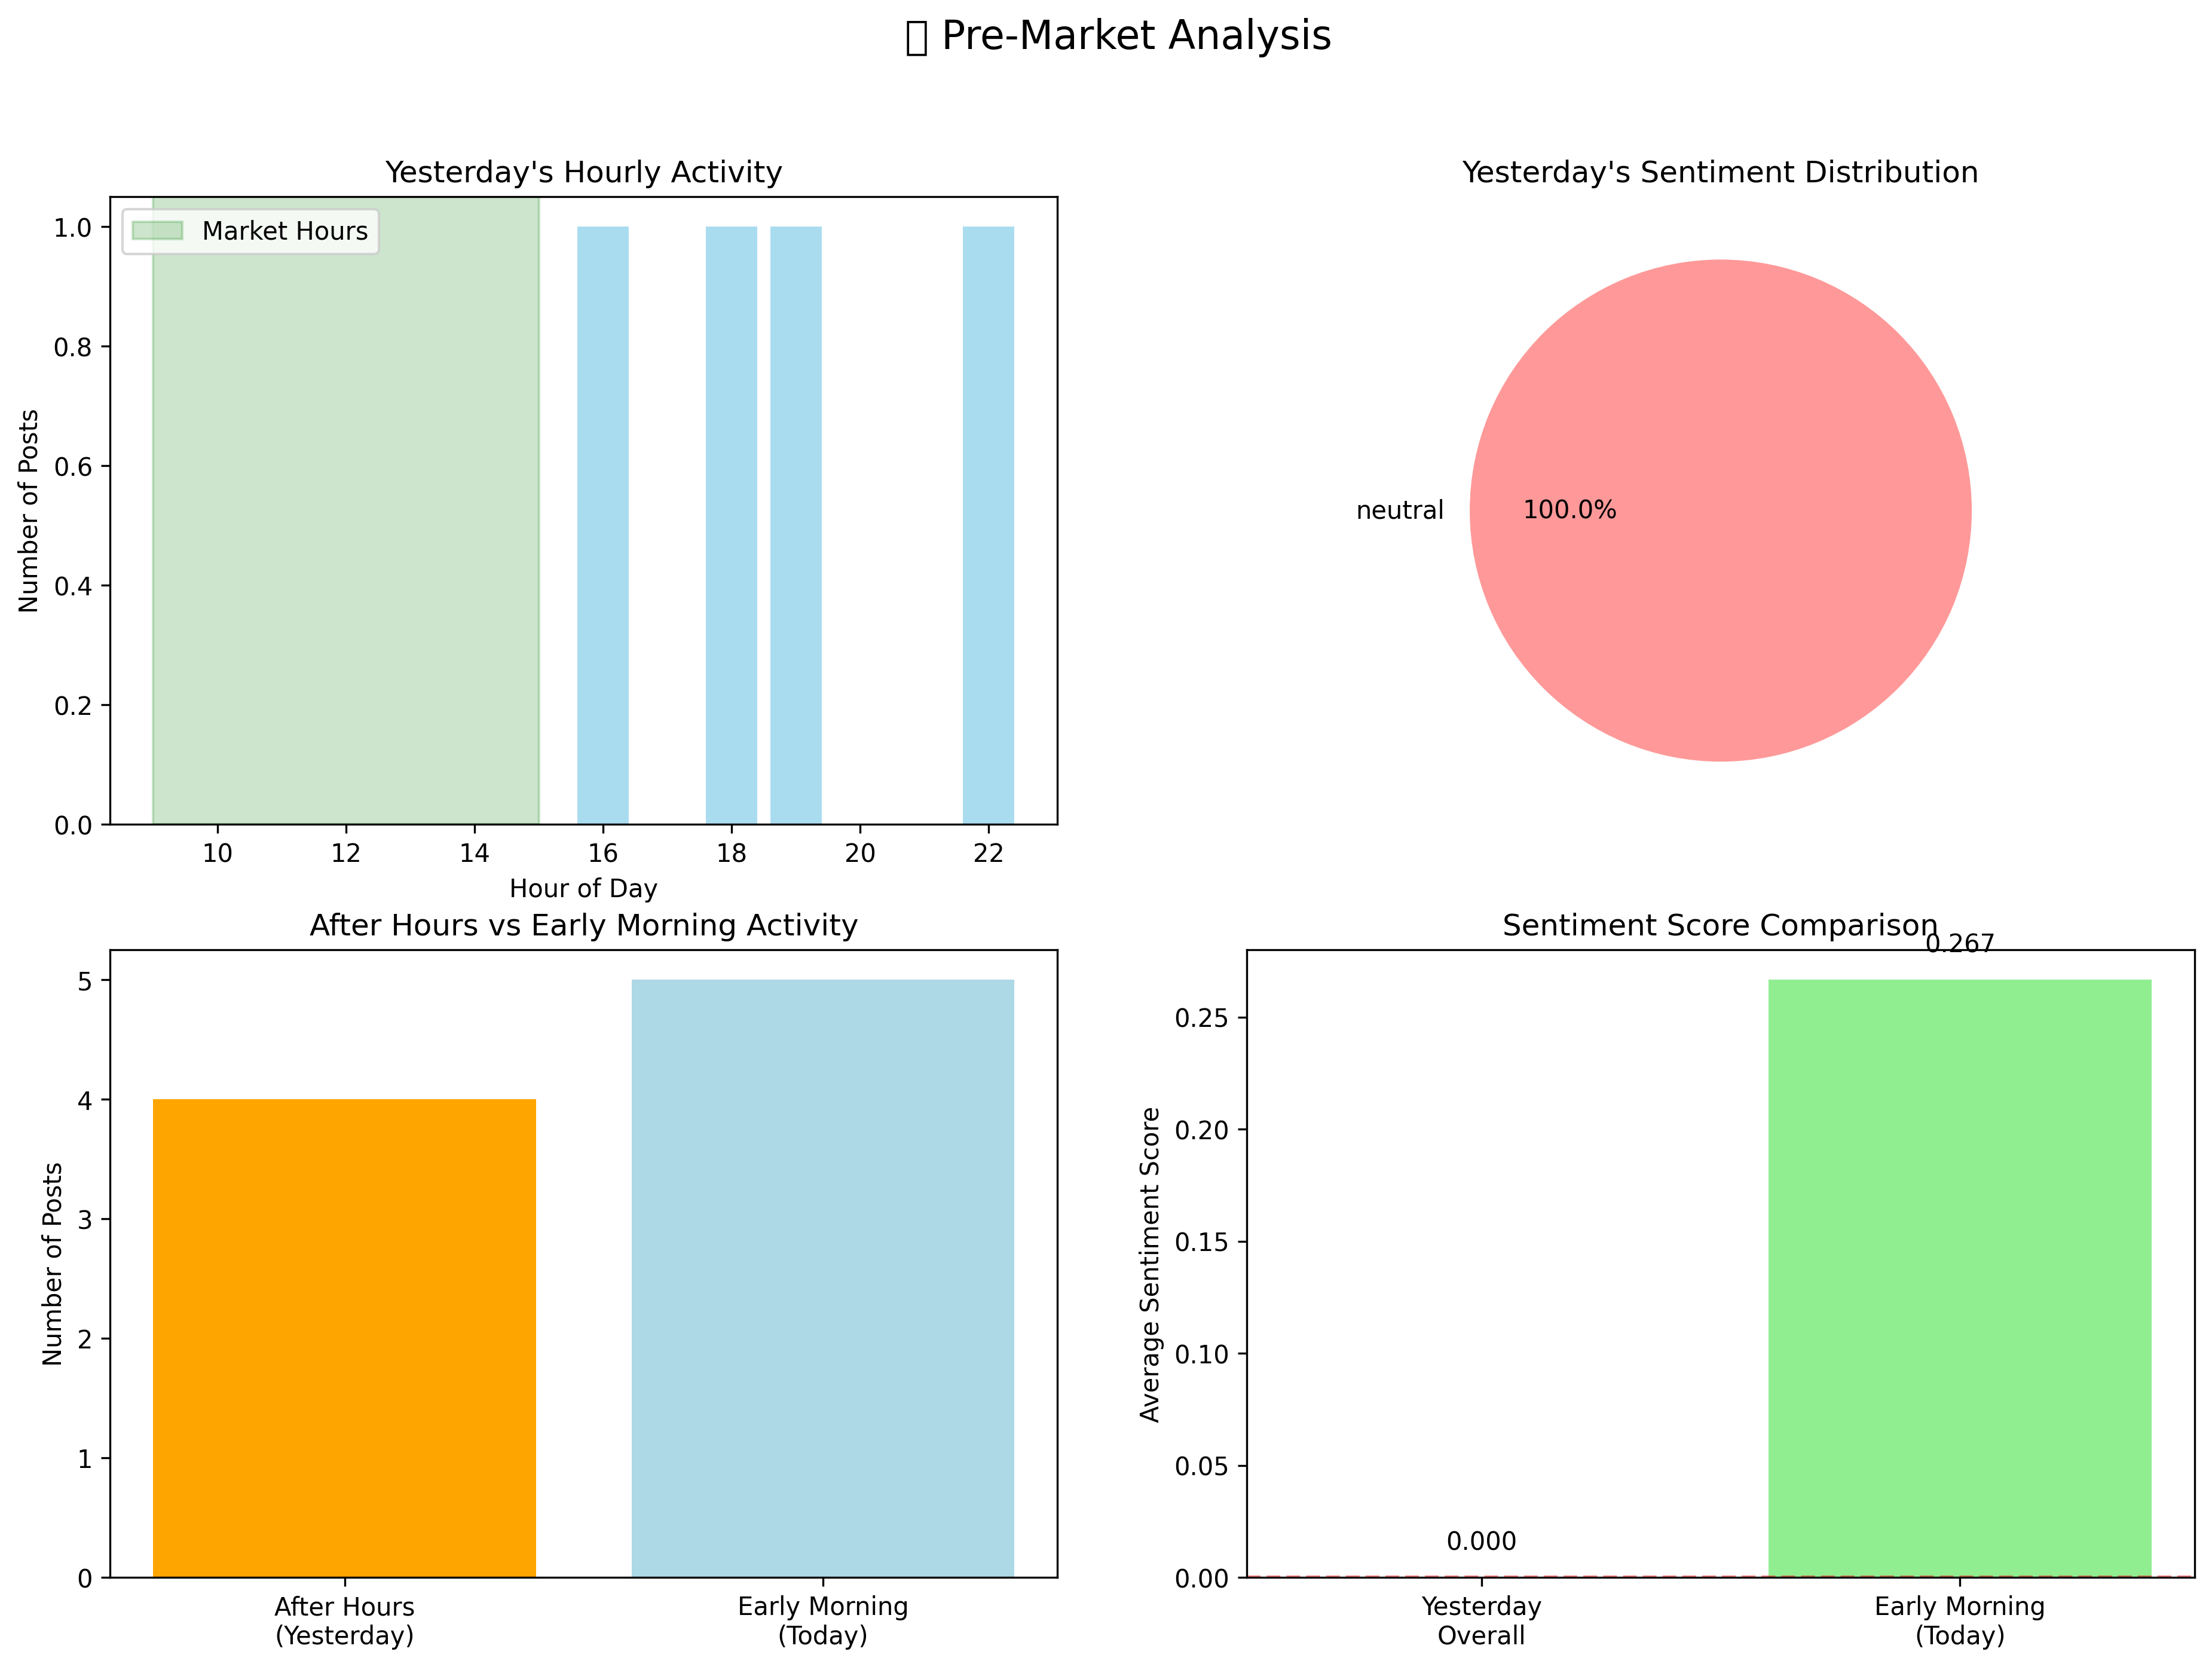 ▯ Pre-Market Analysis
Yesterday's Hourly Activity
Market Hours
1.0
0.8
0.6
0.4
0.2
0.0
Number of Posts
10 12 14 16 18 20 22
Hour of Day
Yesterday's Sentiment Distribution
neutral
100.0%
After Hours vs Early Morning Activity
5
4
3
2
1
0
Number of Posts
After Hours
(Yesterday)
Early Morning
(Today)
Sentiment Score Comparison
0.267
0.25
0.20
0.15
0.10
0.05
0.00
Average Sentiment Score
0.000
Yesterday
Overall
Early Morning
(Today)